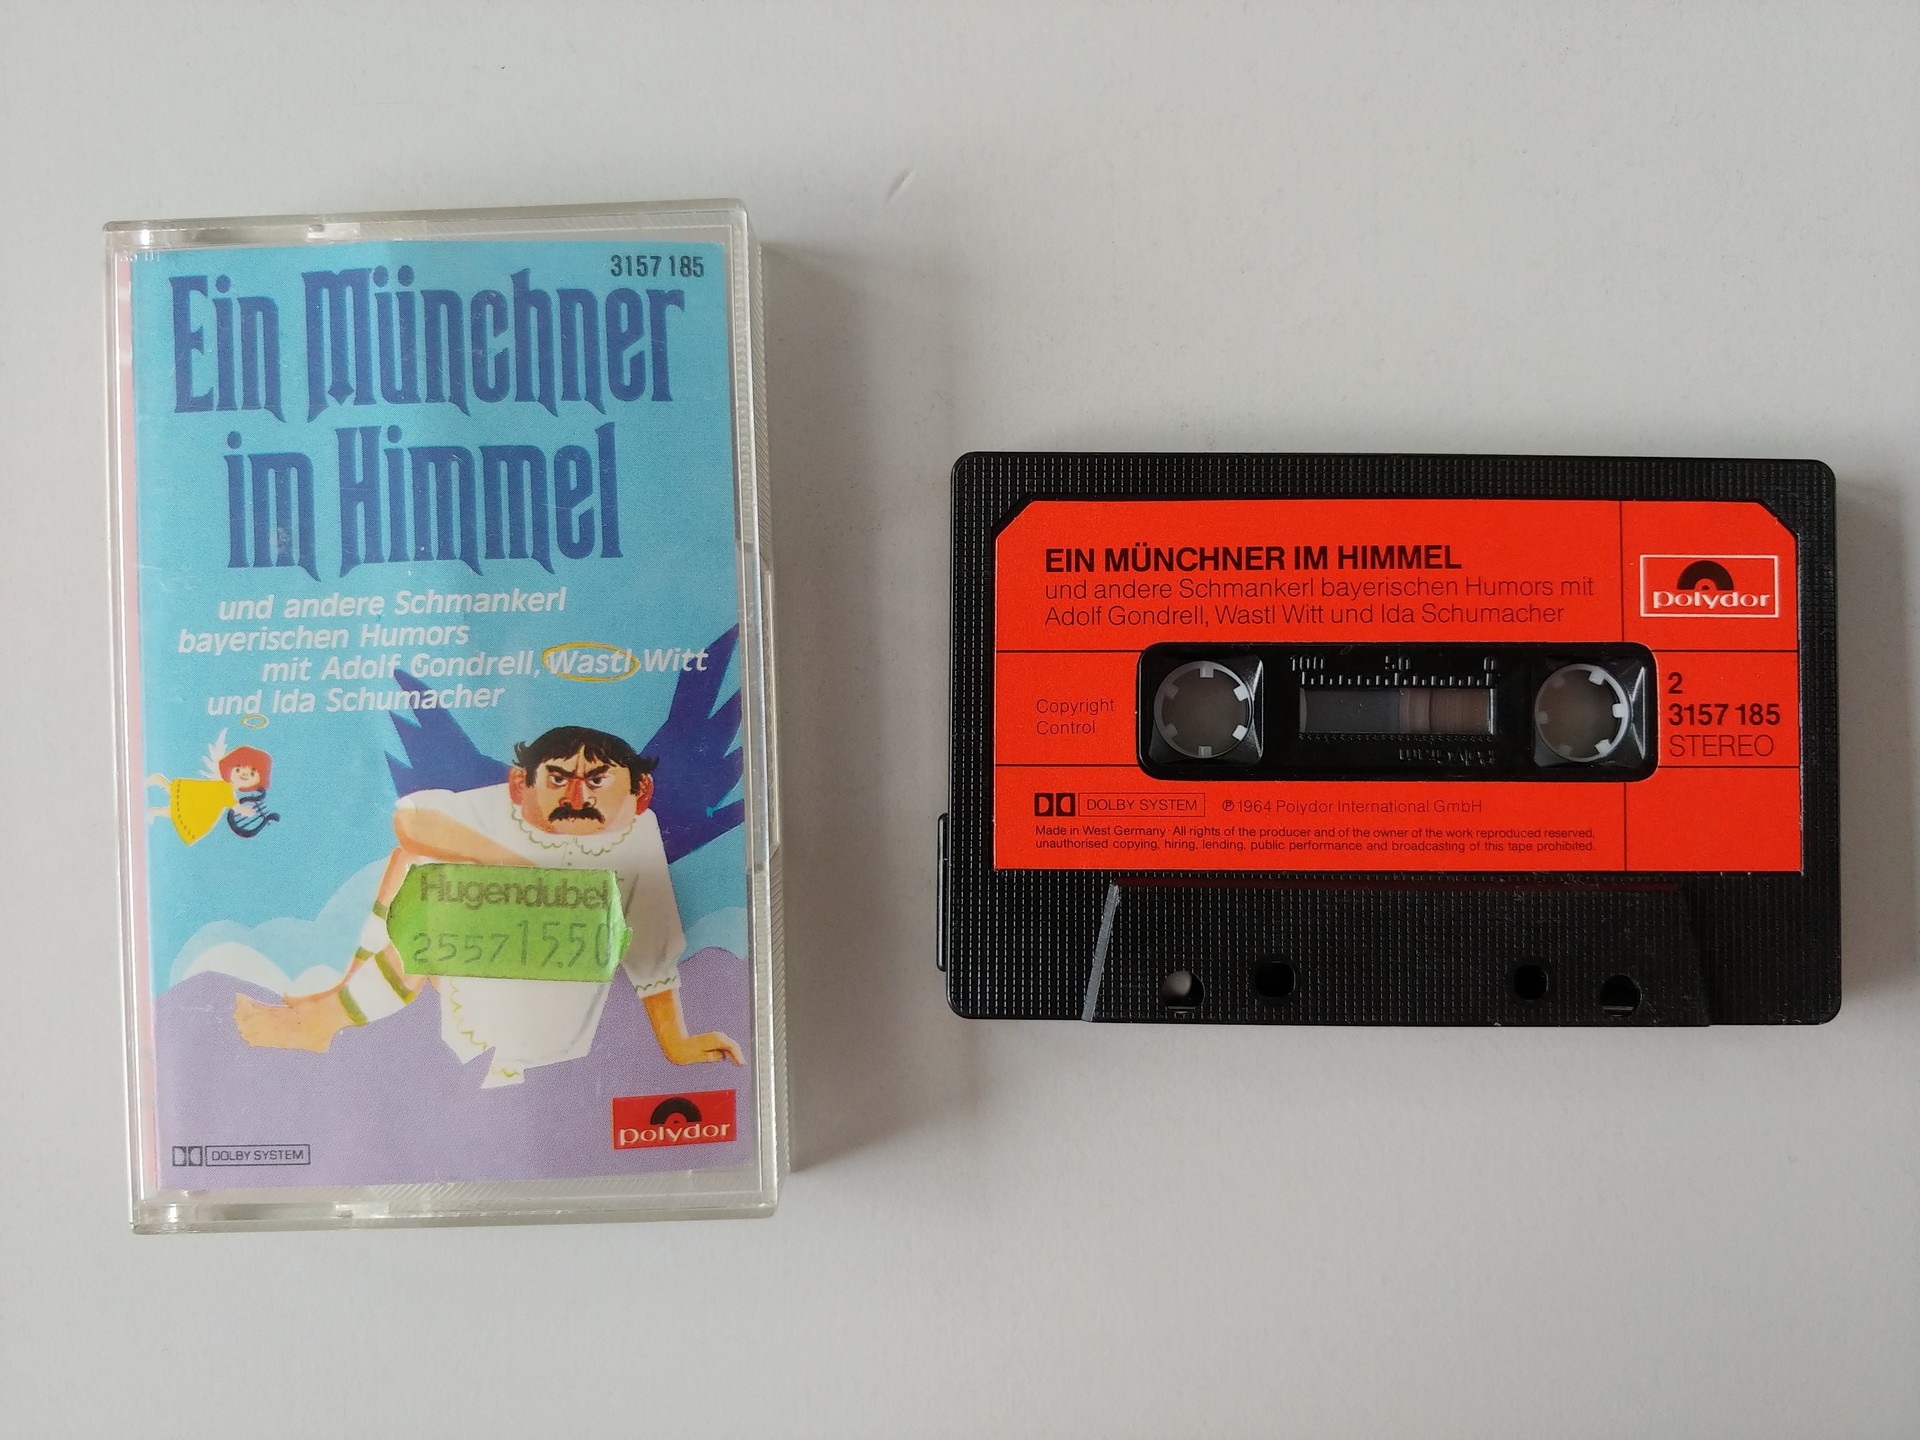 3157 185
Ein Münchner
im Himmel
und andere Schmankerl
bayerischen Humors
mit Adolf Gondrell, Wastl Witt
und Ida Schumacher
Hugendubel
2557 15.50
polydor
DOLBY SYSTEM
EIN MÜNCHNER IM HIMMEL
und andere Schmankerl bayerischen Humors mit
Adolf Gondrell, Wastl Witt und Ida Schumacher
polydor
100 50 0
Copyright
Control
PolyGram
2
3157 185
STEREO
DOLBY SYSTEM ℗ 1964 Polydor International GmbH
Made in West Germany · All rights of the producer and of the owner of the work reproduced reserved,
unauthorised copying, hiring, lending, public performance and broadcasting of this tape prohibited.